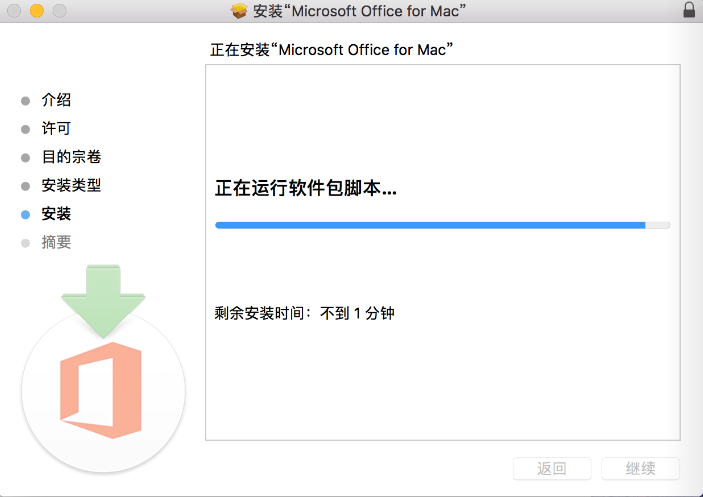 安装“Microsoft Office for Mac”
正在安装“Microsoft Office for Mac”
介绍
许可
目的宗卷
安装类型
安装
摘要
正在运行软件包脚本...
剩余安装时间：不到 1 分钟
返回
继续